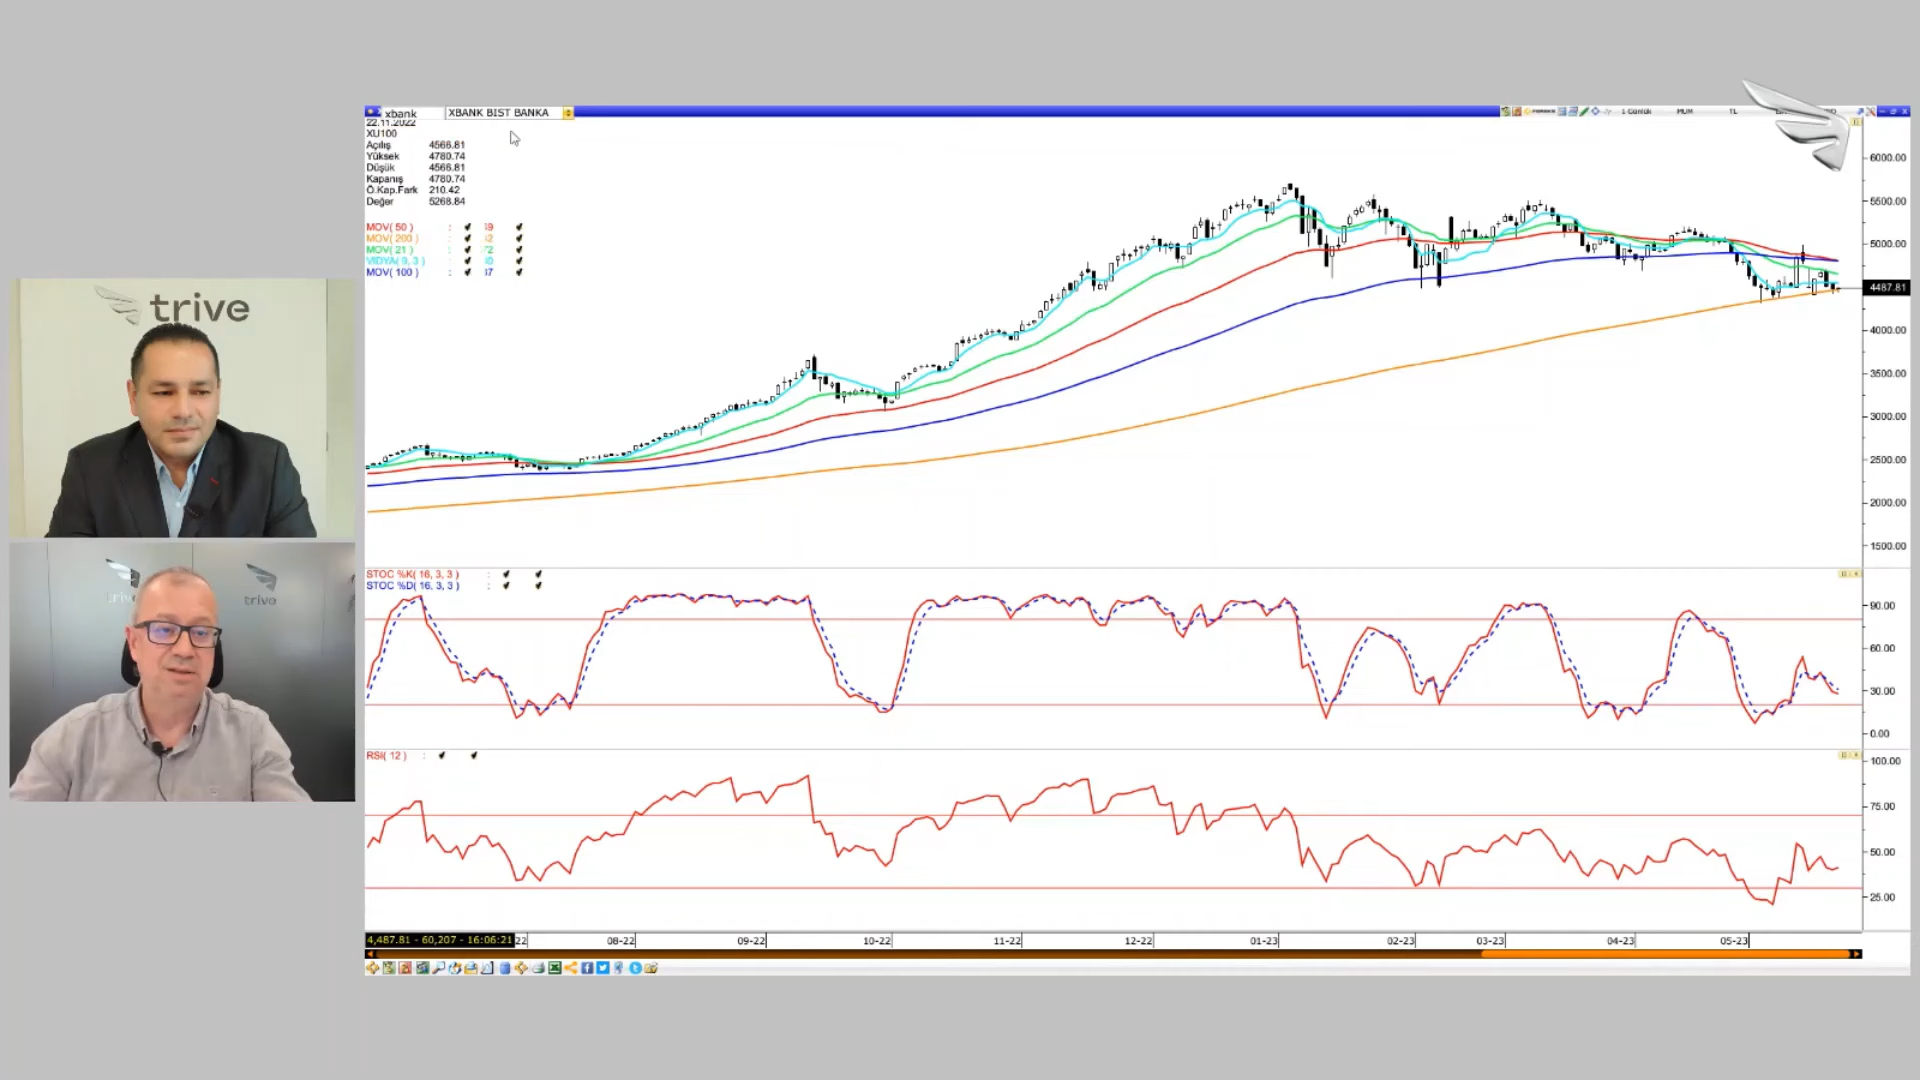 trive
trive
xbank
XBANK BIST BANKA
1 Günlük
TL
22.11.2022
XU100
Açılış 4566.81
Yüksek 4780.74
Düşük 4566.81
Kapanış 4780.74
Ö.Kap.Fark 210.42
Değer 5268.84
MOV( 50 ) :
MOV( 200 ) :
MOV( 21 ) :
VIDYA( 9, 3 ) :
MOV( 100 ) :
6000.00
5500.00
5000.00
4487.81
4000.00
3500.00
3000.00
2500.00
2000.00
1500.00
STOC %K( 16, 3, 3 ) :
STOC %D( 16, 3, 3 ) :
90.00
60.00
30.00
0.00
RSI( 12 ) :
100.00
75.00
50.00
25.00
4,487.81 - 60,207 - 16:06:21 22 08-22 09-22 10-22 11-22 12-22 01-23 02-23 03-23 04-23 05-23